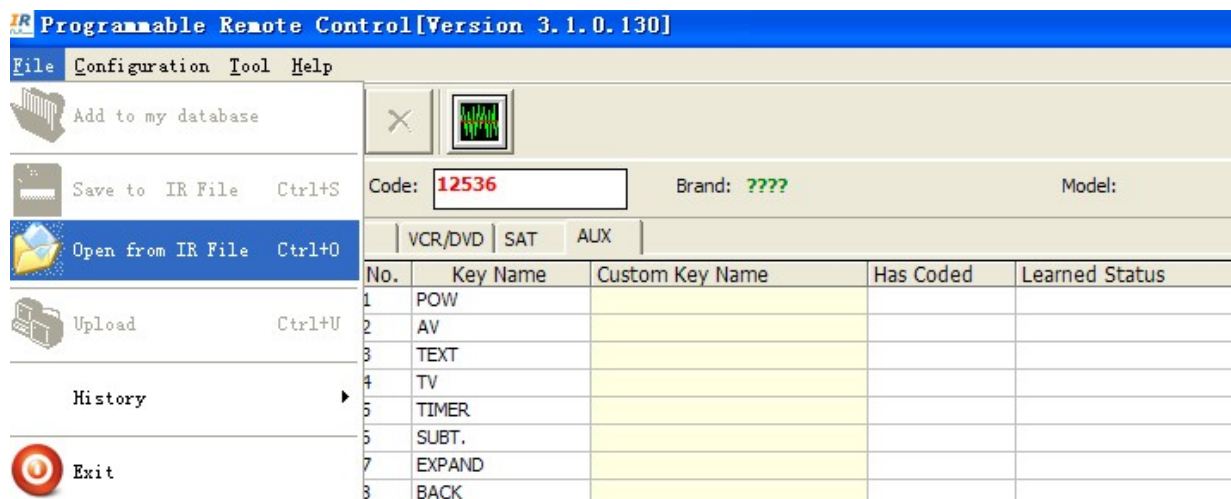 IR Programmable Remote Control[Version 3.1.0.130]
File Configuration Tool Help
Add to my database
Save to IR File Ctrl+S
Open from IR File Ctrl+O
Upload Ctrl+U
History
Exit
Code: 12536 Brand: ???? Model:
VCR/DVD SAT AUX
No. Key Name Custom Key Name Has Coded Learned Status
1 POW
2 AV
3 TEXT
4 TV
5 TIMER
6 SUBT.
7 EXPAND
8 BACK